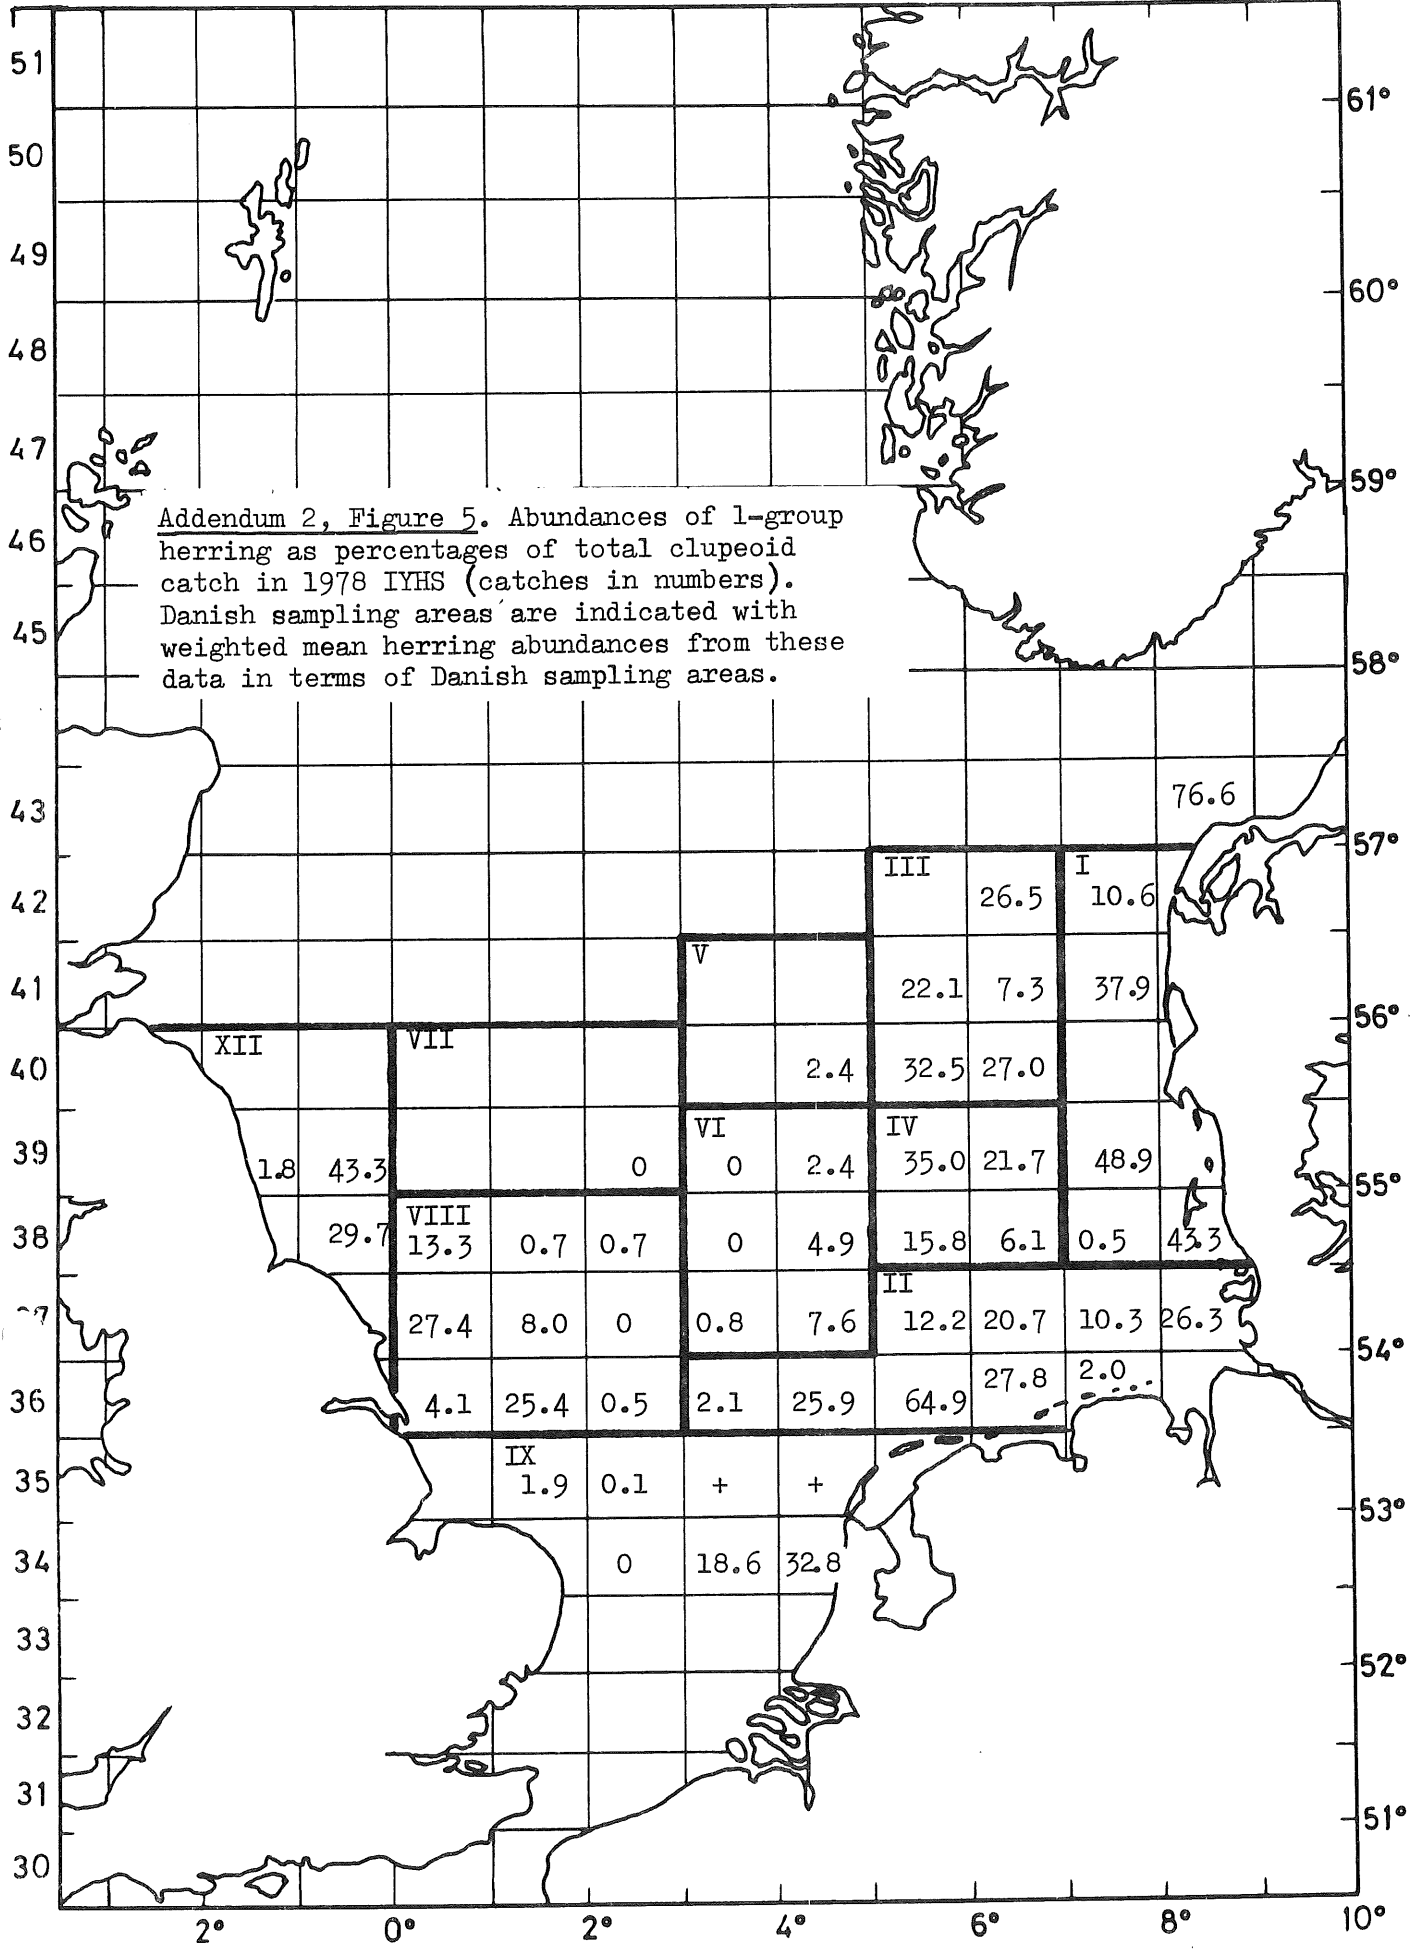 51
61°
50
49
60°
48
47
59°
Addendum 2, Figure 5. Abundances of 1-group
herring as percentages of total clupeoid
catch in 1978 IYHS (catches in numbers).
Danish sampling areas are indicated with
weighted mean herring abundances from these
data in terms of Danish sampling areas.
46
45
58°
43 76.6
57°
III I
42 26.5 10.6
V
41 22.1 7.3 37.9
56°
XII VII
40 2.4 32.5 27.0
VI IV
39 1.8 43.3 0 0 2.4 35.0 21.7 48.9
55°
VIII
38 29.7 13.3 0.7 0.7 0 4.9 15.8 6.1 0.5 43.3
II
7 27.4 8.0 0 0.8 7.6 12.2 20.7 10.3 26.3
54°
36 4.1 25.4 0.5 2.1 25.9 64.9 27.8 2.0
IX
35 1.9 0.1 + +
53°
34 0 18.6 32.8
33
52°
32
31
51°
30
2° 0° 2° 4° 6° 8° 10°